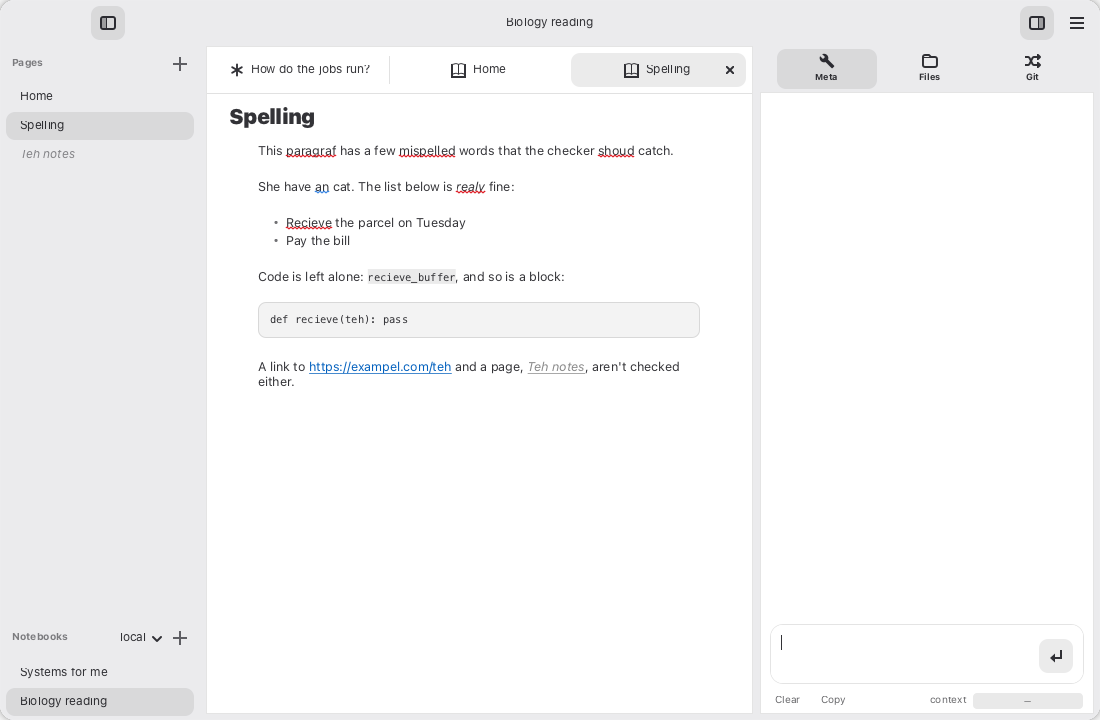 Biology reading
Pages
Home
Spelling
Teh notes
Notebooks
local
Systems for me
Biology reading
How do the jobs run?
Home
Spelling
Spelling
This paragraf has a few mispelled words that the checker shoud catch.
She have an cat. The list below is realy fine:
• Recieve the parcel on Tuesday
• Pay the bill
Code is left alone: recieve_buffer, and so is a block:
def recieve(teh): pass
A link to https://exampel.com/teh and a page, Teh notes, aren't checked
either.
Meta
Files
Git
Clear
Copy
context
–